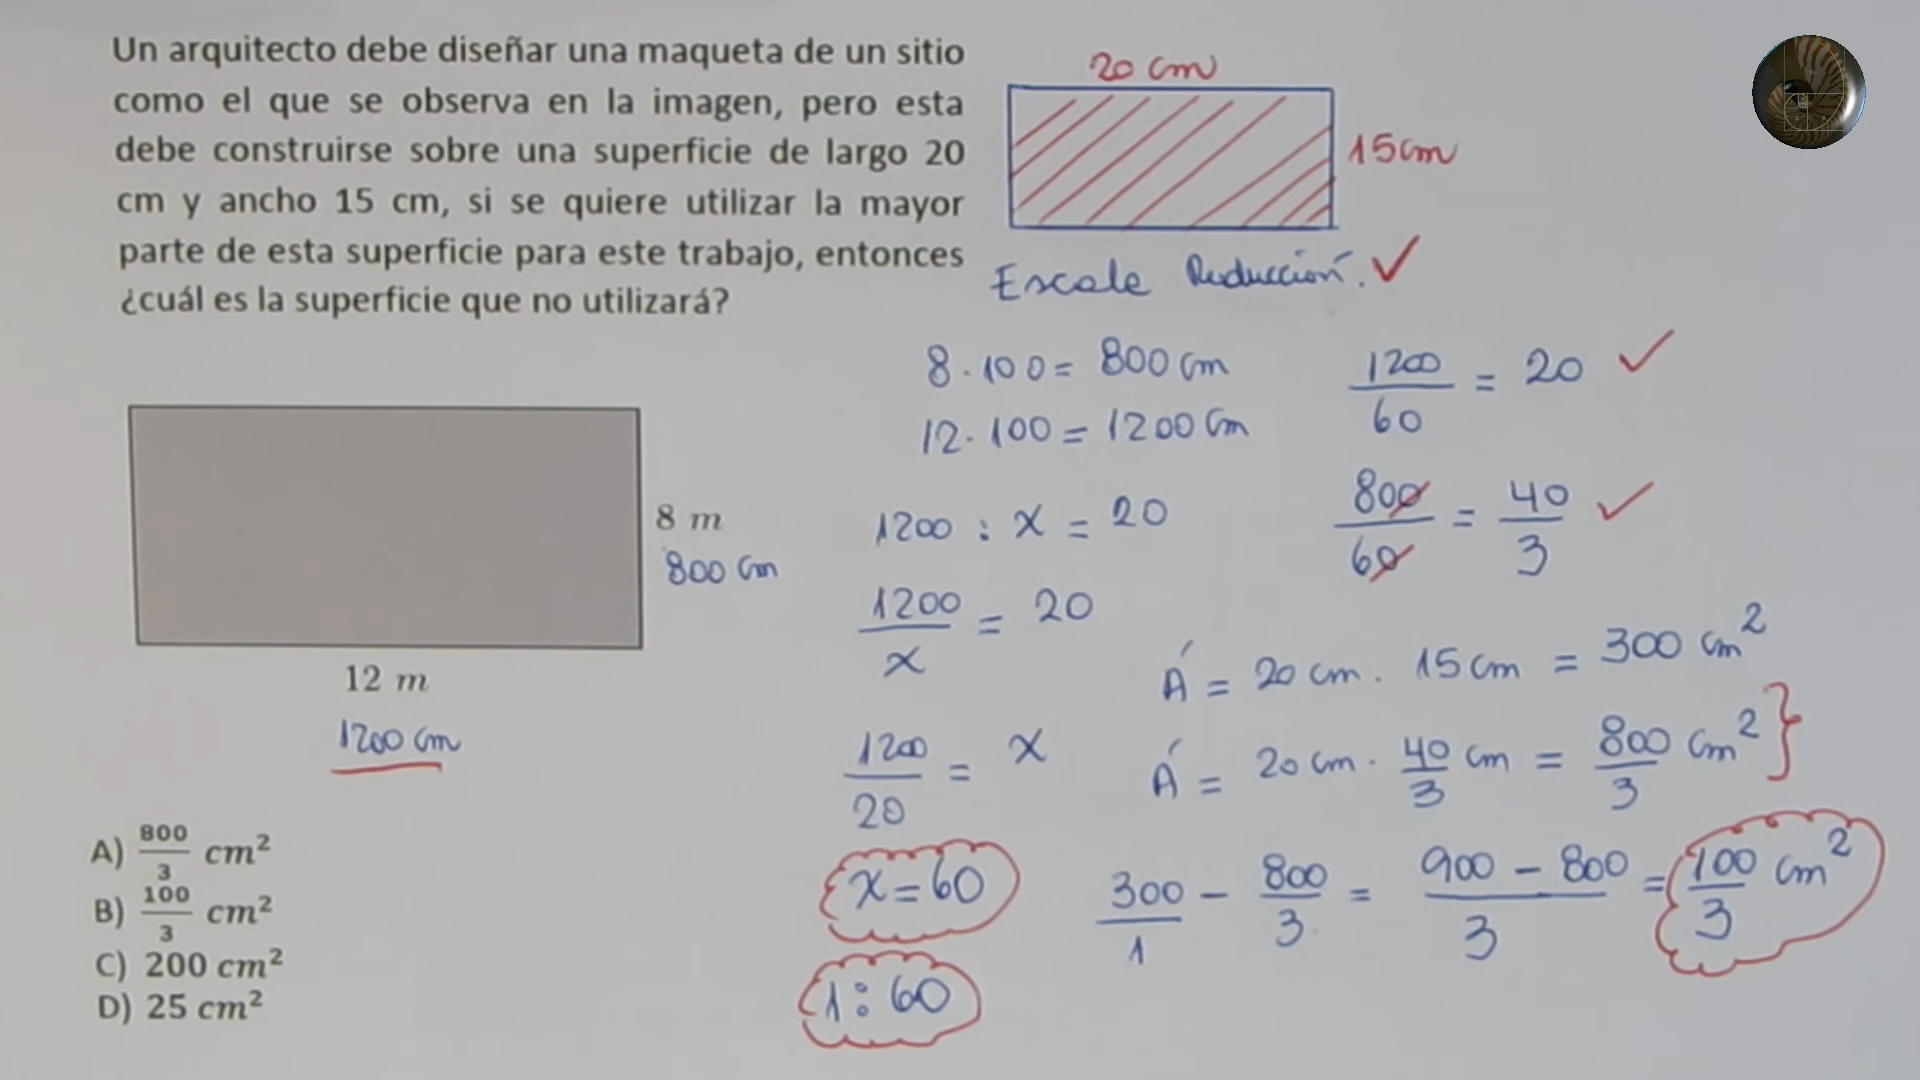 Un arquitecto debe diseñar una maqueta de un sitio
como el que se observa en la imagen, pero esta
debe construirse sobre una superficie de largo 20
cm y ancho 15 cm, si se quiere utilizar la mayor
parte de esta superficie para este trabajo, entonces
¿cuál es la superficie que no utilizará?
20 cm
15 cm
Escala Reducción. ✓
8 m
800 cm
12 m
1200 cm
A) 800/3 cm²
B) 100/3 cm²
C) 200 cm²
D) 25 cm²
8 · 100 = 800 cm
12 · 100 = 1200 cm
1200 : x = 20
1200/x = 20
1200/20 = x
x = 60
1 : 60
1200/60 = 20 ✓
800/60 = 40/3 ✓
Á = 20 cm · 15 cm = 300 cm²
Á = 20 cm · 40/3 cm = 800/3 cm² }
300/1 - 800/3 = 900 - 800/3 = 100/3 cm²